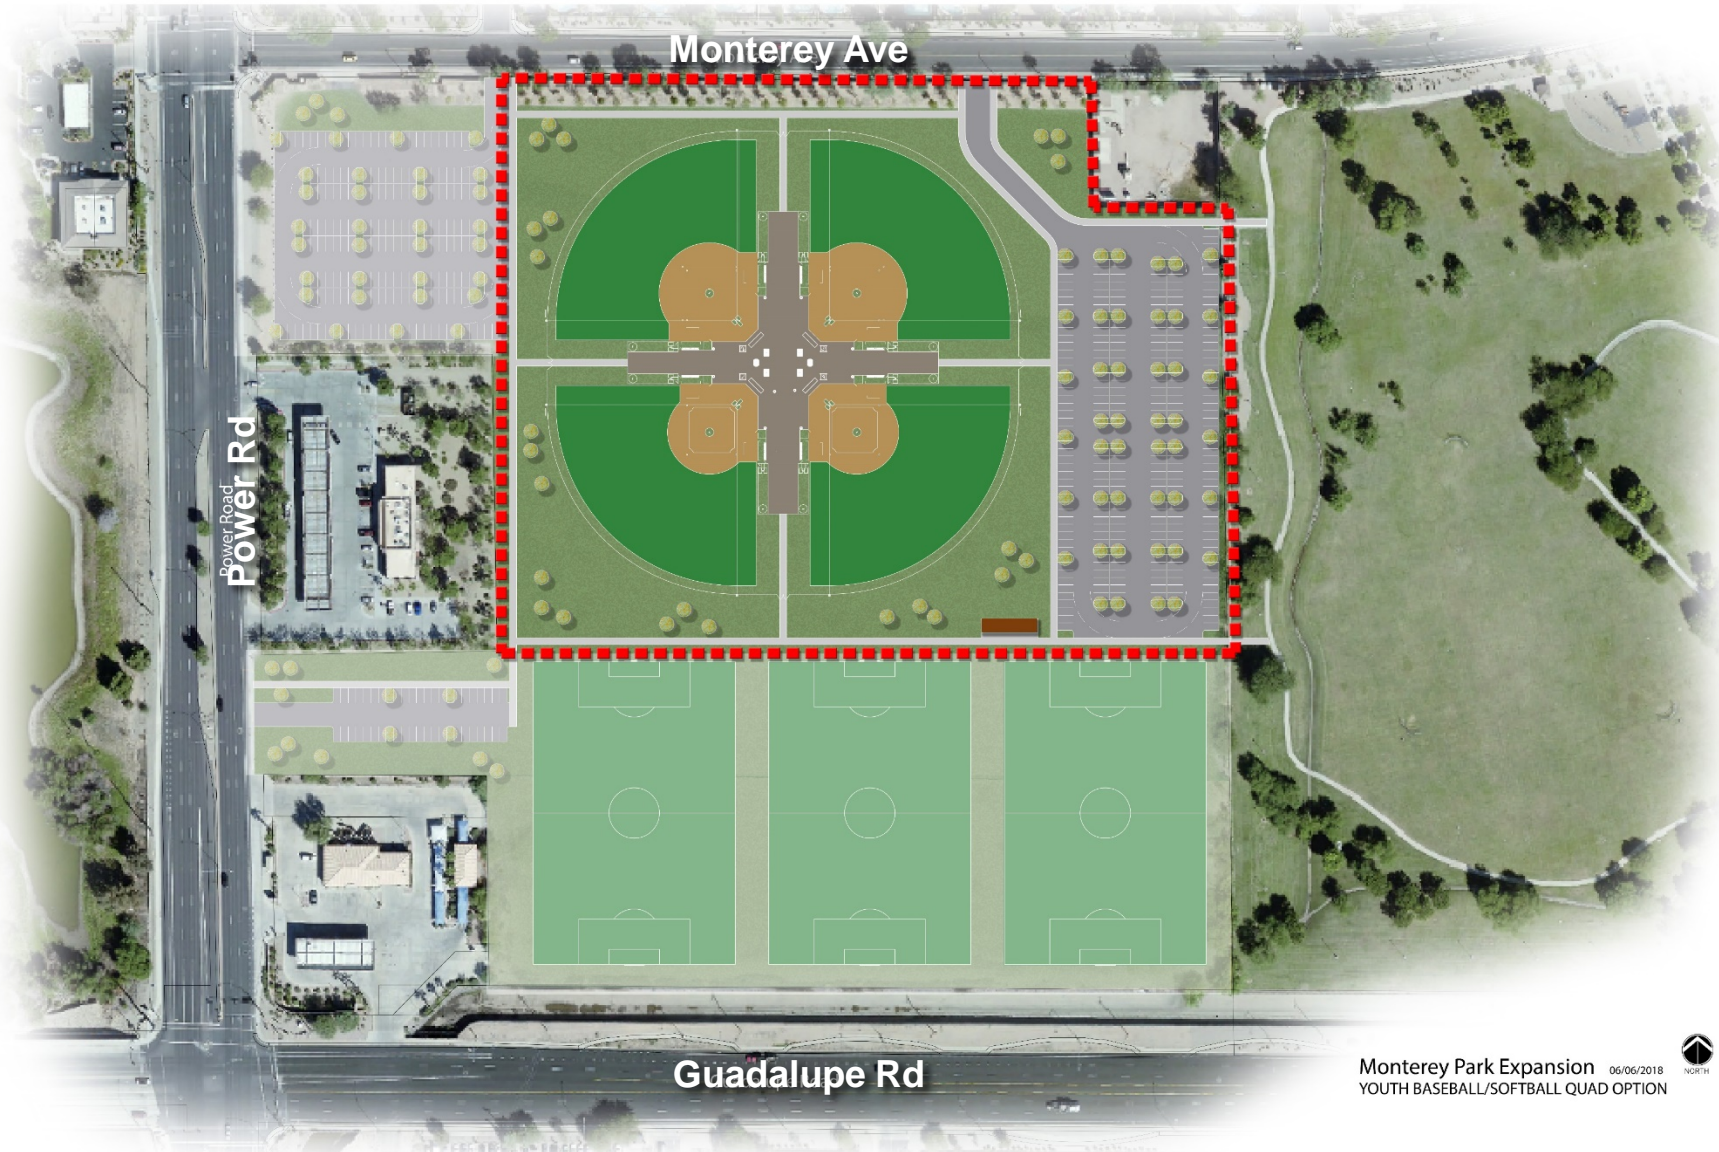 Monterey Ave
Power Road
Power Rd
Guadalupe Rd
Monterey Park Expansion 06/06/2018
YOUTH BASEBALL/SOFTBALL QUAD OPTION
NORTH